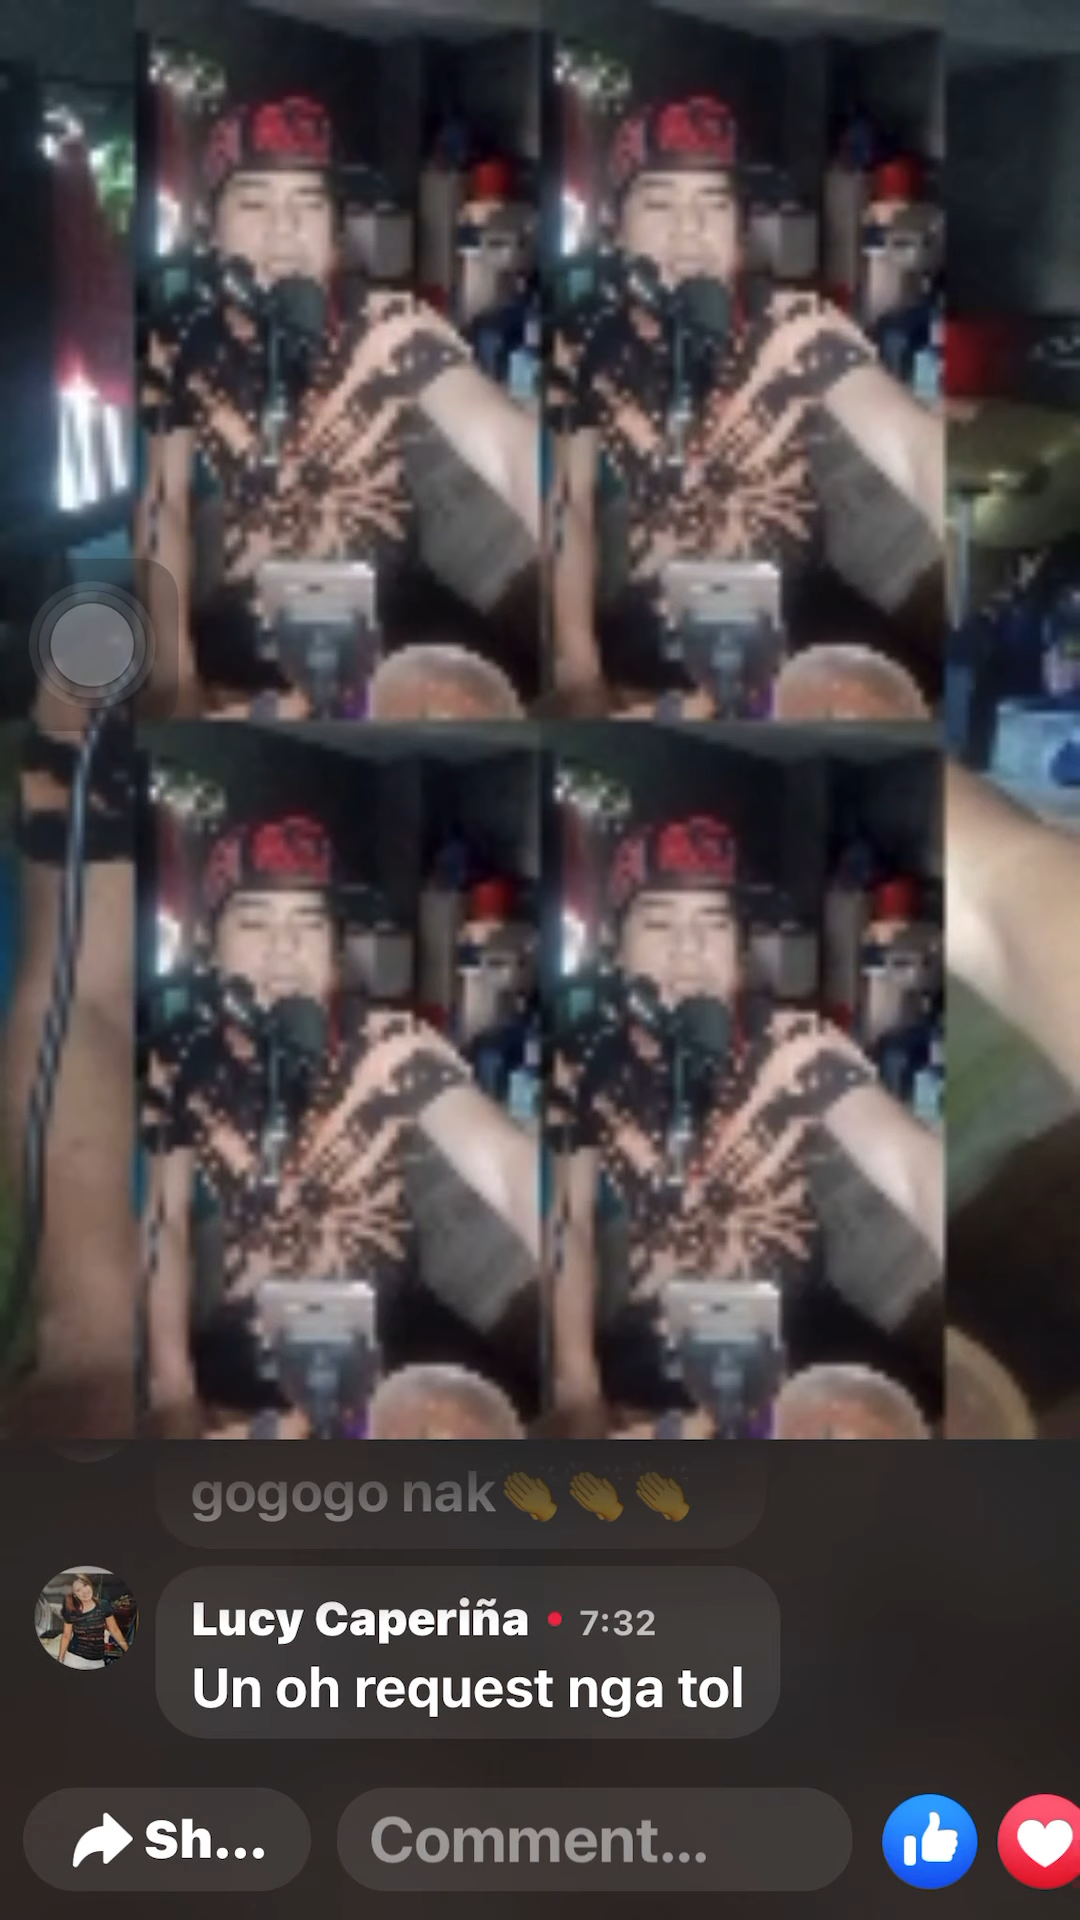 gogogo nak👏👏👏
Lucy Caperiña • 7:32
Un oh request nga tol
Sh...
Comment...